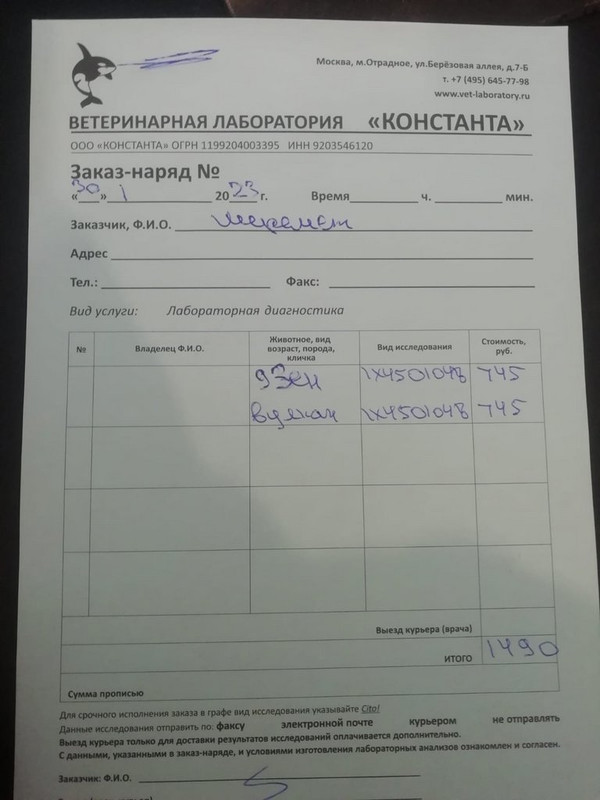 Москва, м.Отрадное, ул.Берёзовая аллея, д.7-Б
т. +7 (495) 645-77-98
www.vet-laboratory.ru
ВЕТЕРИНАРНАЯ ЛАБОРАТОРИЯ «КОНСТАНТА»
ООО «КОНСТАНТА» ОГРН 1199204003395 ИНН 9203546120
Заказ-наряд №
«30» 1 2023 г. Время ч. мин.
Заказчик, Ф.И.О.
Адрес
Тел.: Факс:
Вид услуги: Лабораторная диагностика
№ Владелец Ф.И.О. Животное, вид возраст, порода, кличка Вид исследования Стоимость, руб.
дзен 1х4501048 745
вулкан 1х4501048 745
Выезд курьера (врача)
ИТОГО 1490
Сумма прописью
Для срочного исполнения заказа в графе вид исследования указывайте Cito!
Данные исследования отправить по: факсу электронной почте курьером не отправлять
Выезд курьера только для доставки результатов исследований оплачивается дополнительно.
С данными, указанными в заказ-наряде, и условиями изготовления лабораторных анализов ознакомлен и согласен.
Заказчик: Ф.И.О.